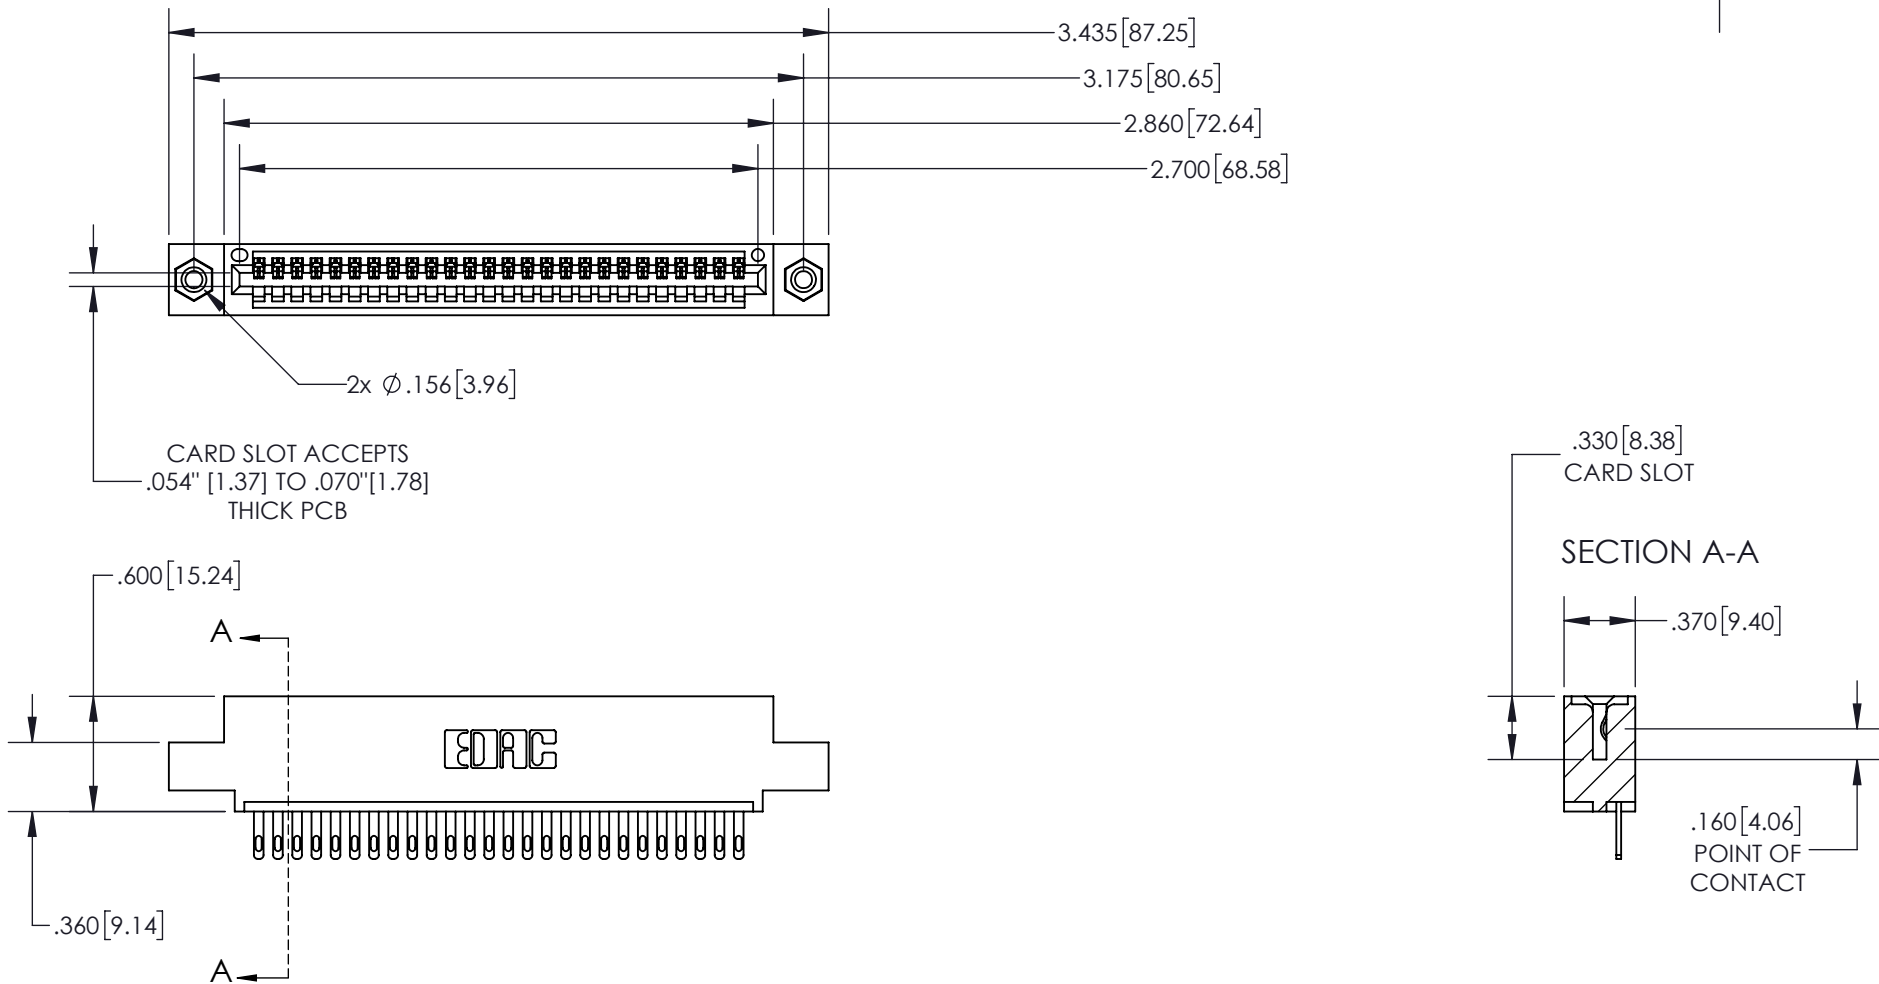 3.435[87.25]
3.175[80.65]
2.860[72.64]
2.700[68.58]
2x ∅.156[3.96]
CARD SLOT ACCEPTS
.054" [1.37] TO .070"[1.78]
THICK PCB
.330[8.38]
CARD SLOT
SECTION A-A
.600[15.24]
.370[9.40]
A
EDAC
.160[4.06]
POINT OF
CONTACT
.360[9.14]
A